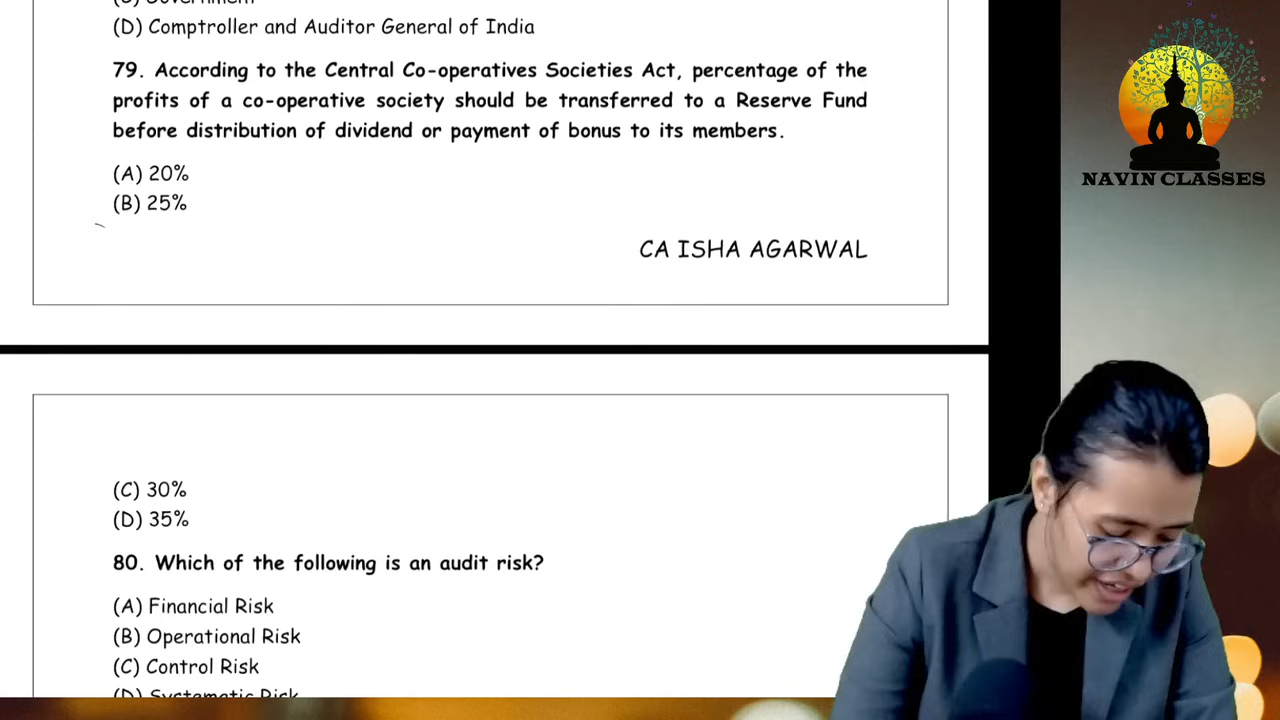 (D) Comptroller and Auditor General of India
79. According to the Central Co-operatives Societies Act, percentage of the
profits of a co-operative society should be transferred to a Reserve Fund
before distribution of dividend or payment of bonus to its members.
(A) 20%
(B) 25%
CA ISHA AGARWAL
(C) 30%
(D) 35%
80. Which of the following is an audit risk?
(A) Financial Risk
(B) Operational Risk
(C) Control Risk
(D) Systematic Risk
NAVIN CLASSES